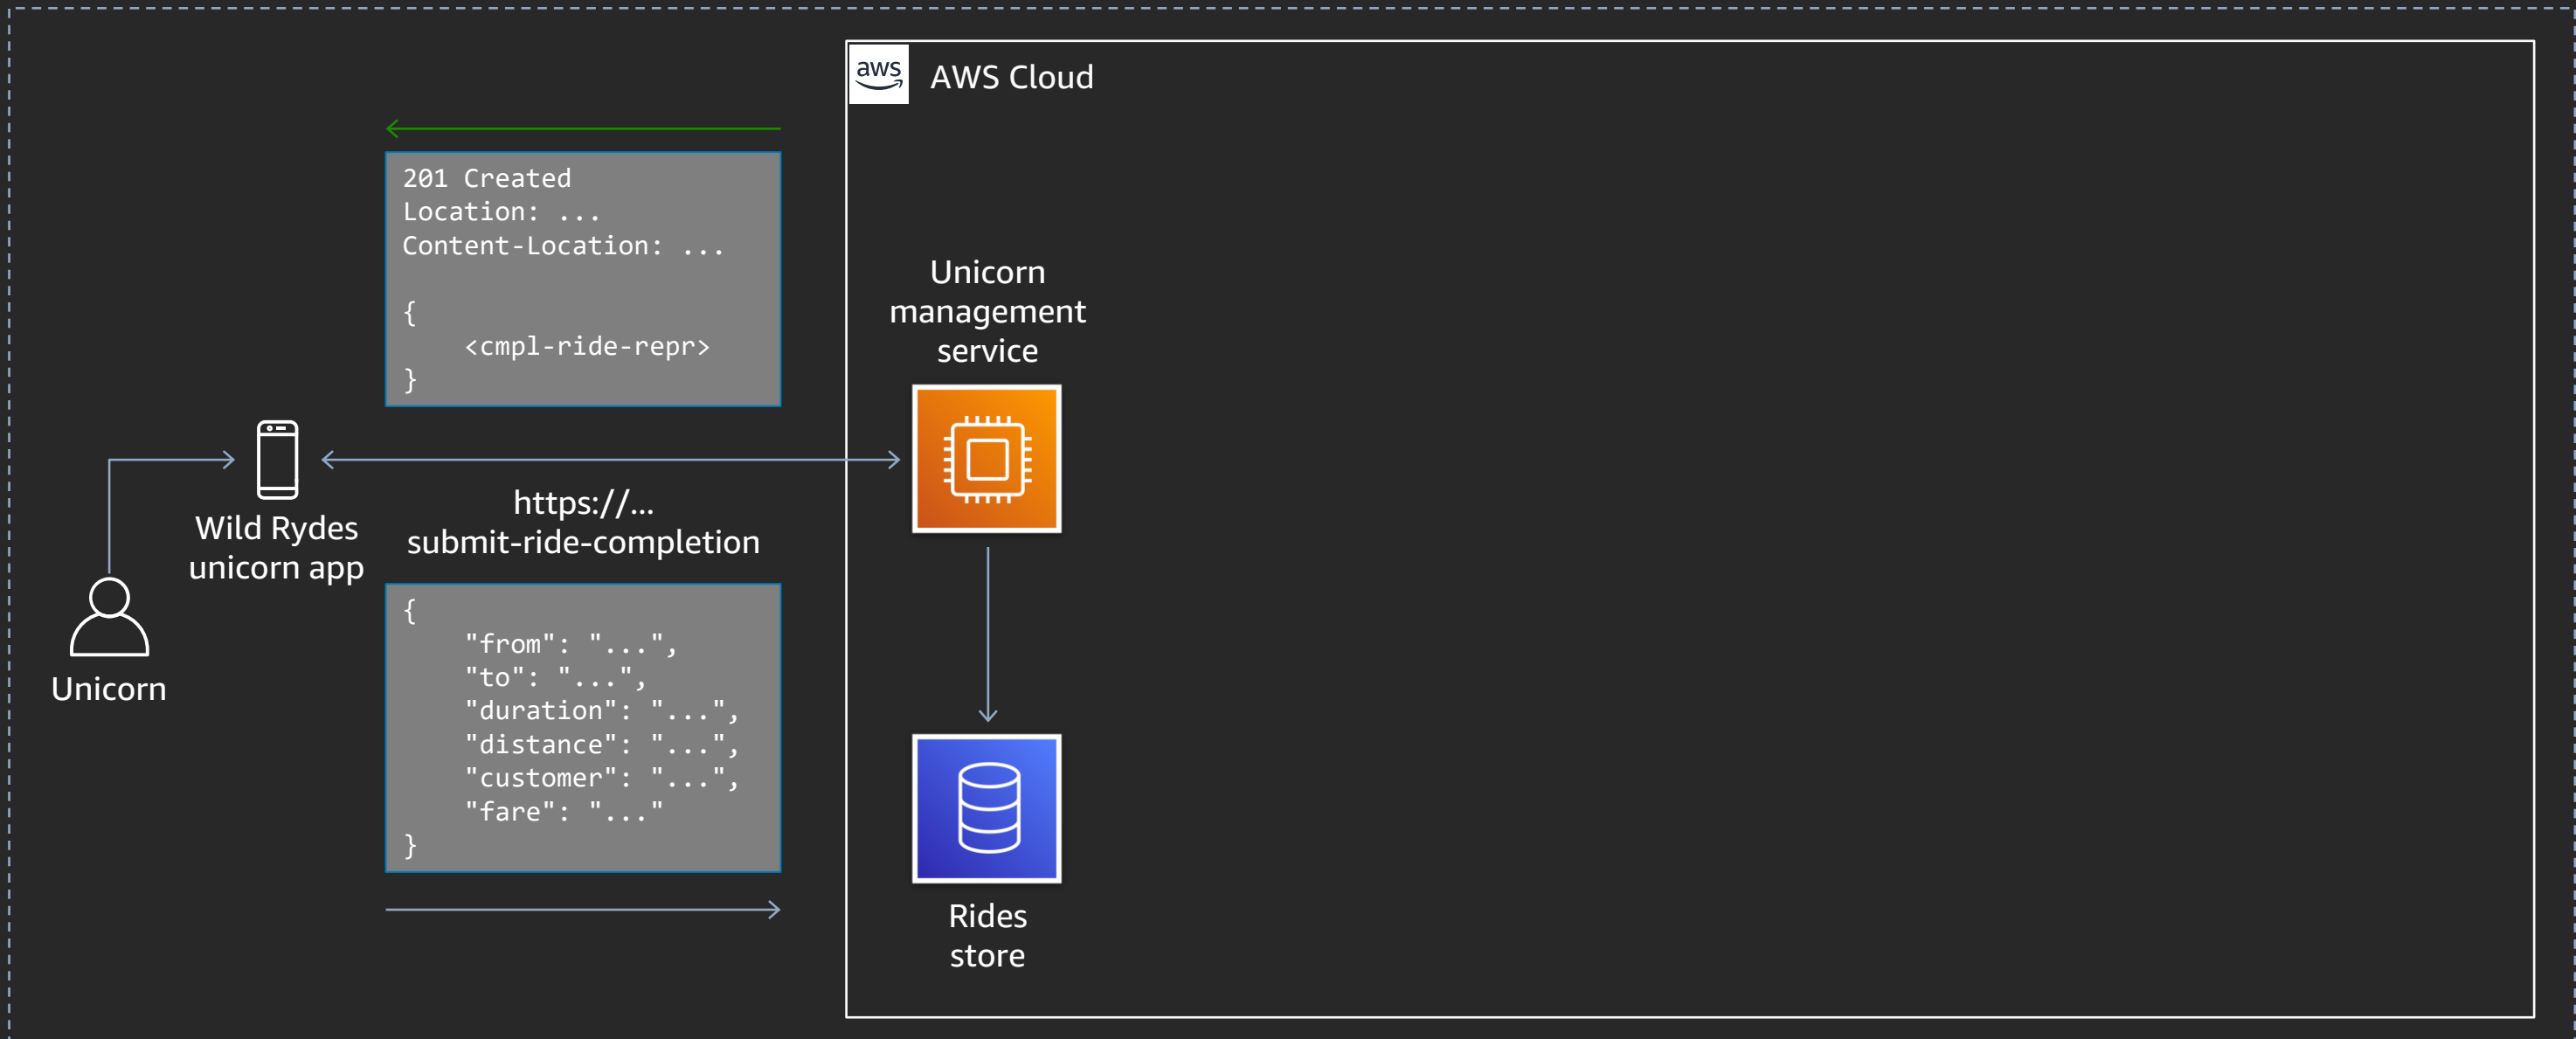 aws
AWS Cloud
201 Created
Location: ...
Content-Location: ...
{
<cmpl-ride-repr>
}
Unicorn
management
service
Wild Rydes
unicorn app
https://...
submit-ride-completion
{
"from": "...",
"to": "...",
"duration": "...",
"distance": "...",
"customer": "...",
"fare": "..."
}
Unicorn
Rides
store